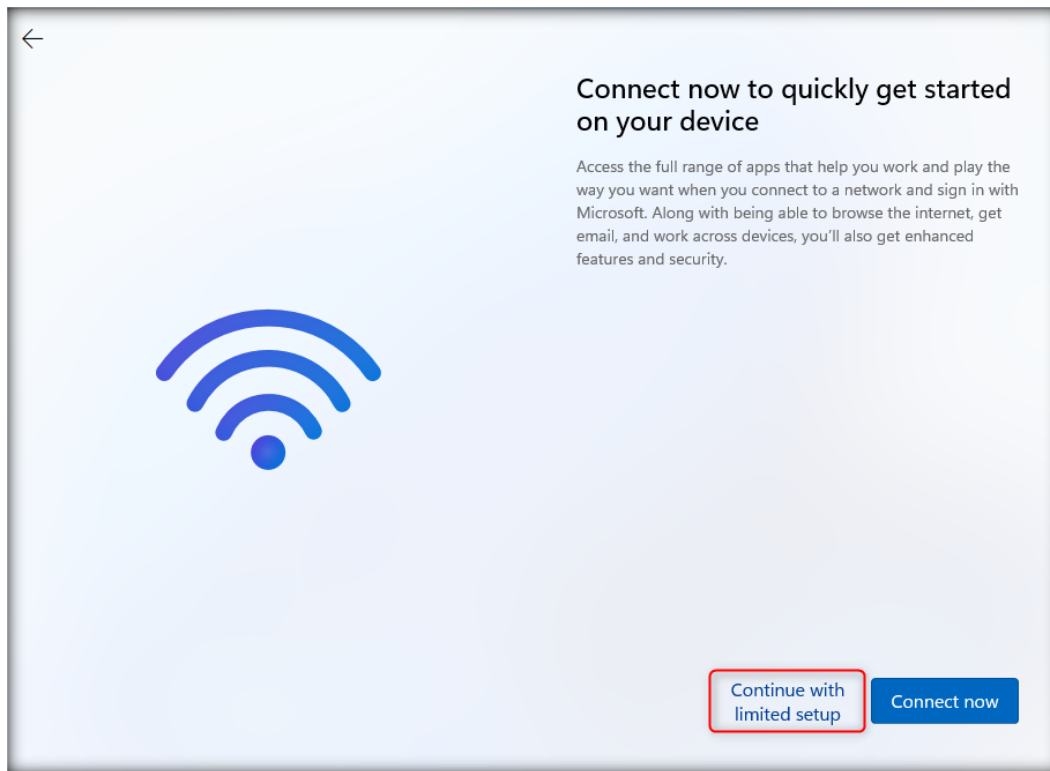 Connect now to quickly get started
on your device
Access the full range of apps that help you work and play the
way you want when you connect to a network and sign in with
Microsoft. Along with being able to browse the internet, get
email, and work across devices, you’ll also get enhanced
features and security.
Continue with
limited setup
Connect now